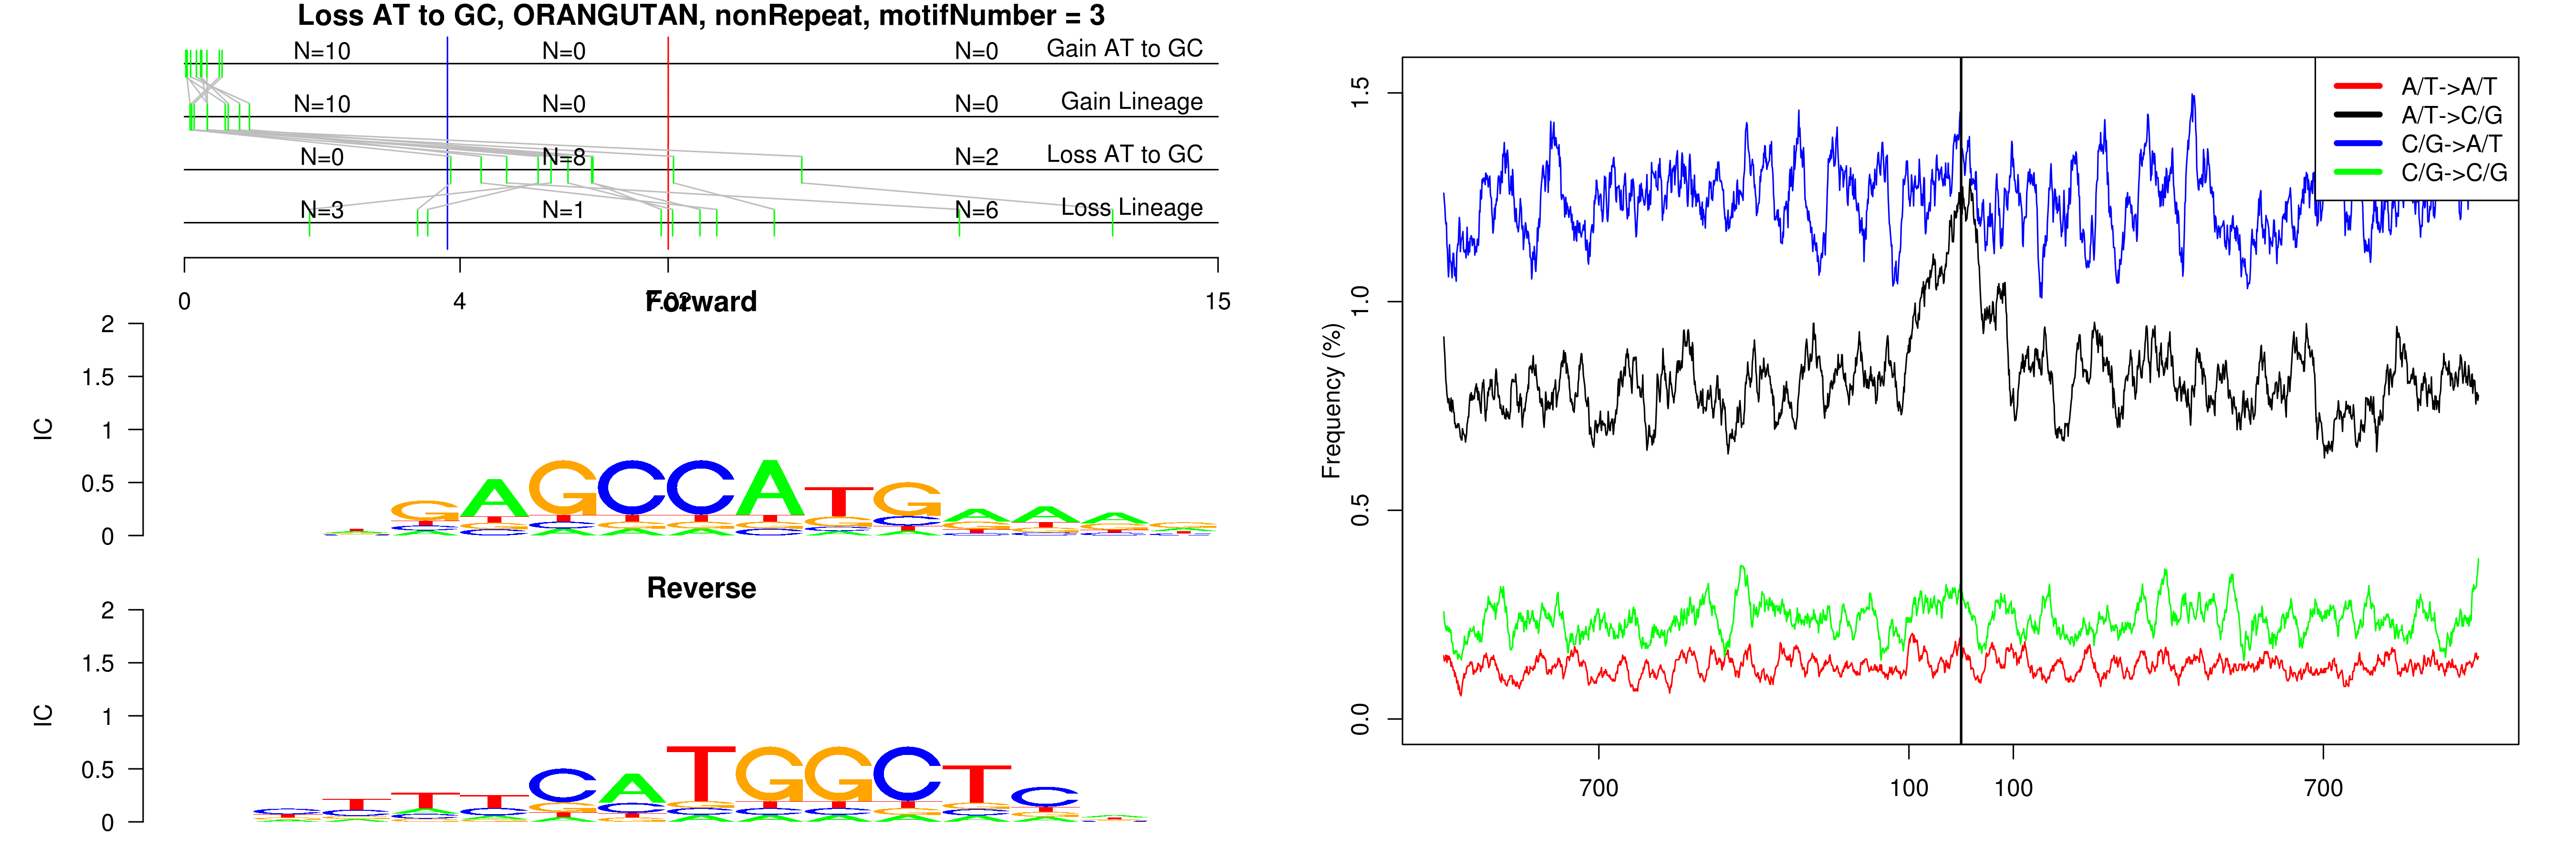 Loss AT to GC, ORANGUTAN, nonRepeat, motifNumber = 3
N=10 N=0 N=0 Gain AT to GC
N=10 N=0 N=0 Gain Lineage
N=0 N=8 N=2 Loss AT to GC
N=3 N=1 N=6 Loss Lineage
0 4 7.02 15
Forward
2
1.5
1
0.5
0
IC
GAGCCATGAAA
Reverse
2
1.5
1
0.5
0
IC
TTTCATGGCTC
Frequency (%)
1.5
1.0
0.5
0.0
700 100 100 700
A/T->A/T
A/T->C/G
C/G->A/T
C/G->C/G